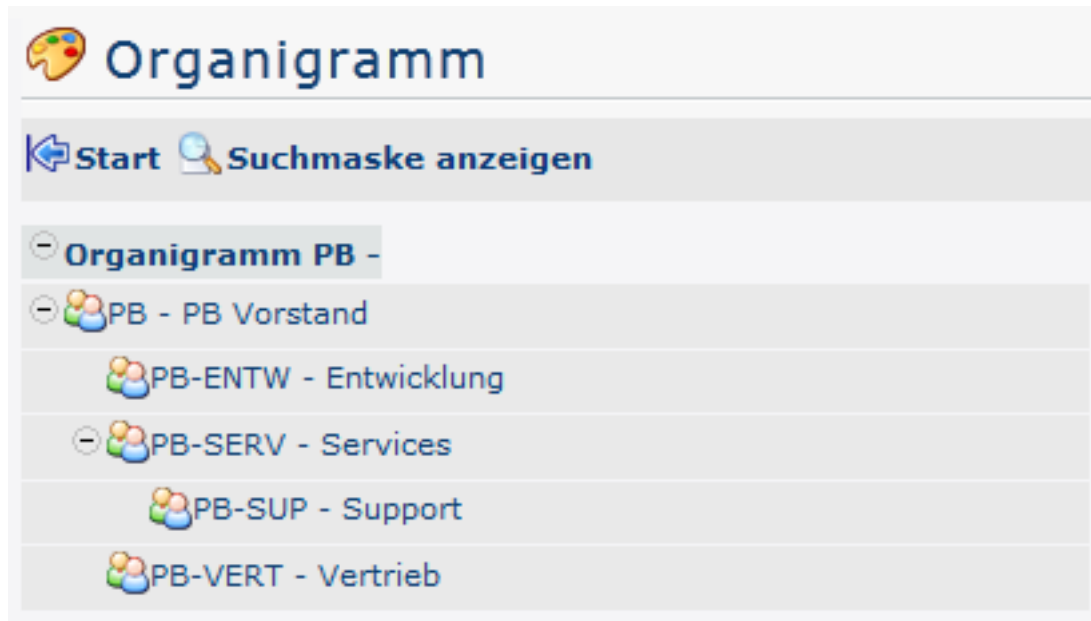 Organigramm
Start Suchmaske anzeigen
Organigramm PB -
PB - PB Vorstand
PB-ENTW - Entwicklung
PB-SERV - Services
PB-SUP - Support
PB-VERT - Vertrieb